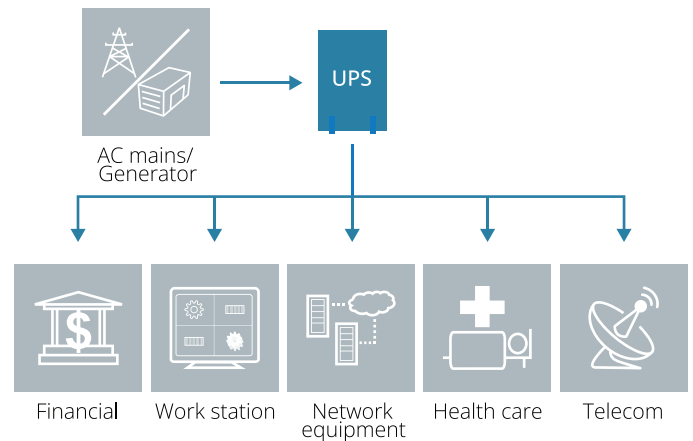 UPS
AC mains/
Generator
$
Financial
Work station
Network
equipment
Health care
Telecom